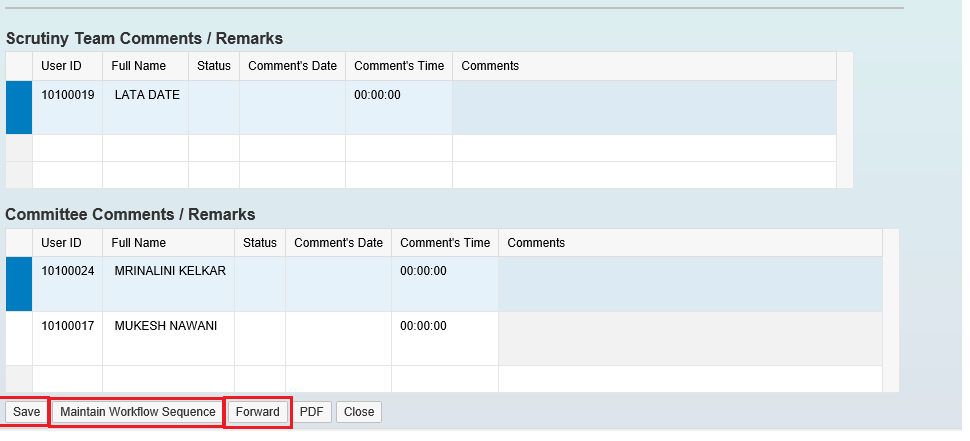 Scrutiny Team Comments / Remarks
User ID Full Name Status Comment's Date Comment's Time Comments
10100019 LATA DATE 00:00:00
Committee Comments / Remarks
User ID Full Name Status Comment's Date Comment's Time Comments
10100024 MRINALINI KELKAR 00:00:00
10100017 MUKESH NAWANI 00:00:00
Save Maintain Workflow Sequence Forward PDF Close